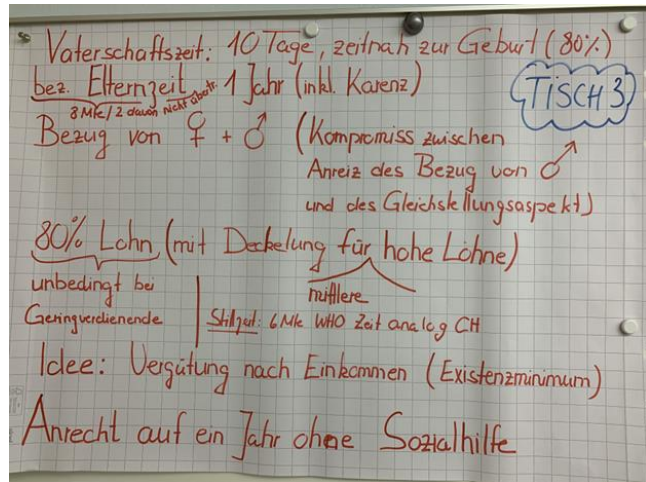 Vaterschaftszeit: 10 Tage, zeitnah zur Geburt (80%)
bez. Elternzeit 1 Jahr (inkl. Karenz)
TISCH 3
8 Mte/2 davon nicht übertr.
Bezug von ♀ + ♂ (Kompromiss zwischen
Anreiz des Bezug von ♂
und des Gleichstellungsaspekt)
80% Lohn (mit Deckelung für hohe Löhne)
unbedingt bei
Geringverdienende
mittlere
Stillzeit: 6 Mte WHO Zeit analog CH
Idee: Vergütung nach Einkommen (Existenzminimum)
Anrecht auf ein Jahr ohne Sozialhilfe